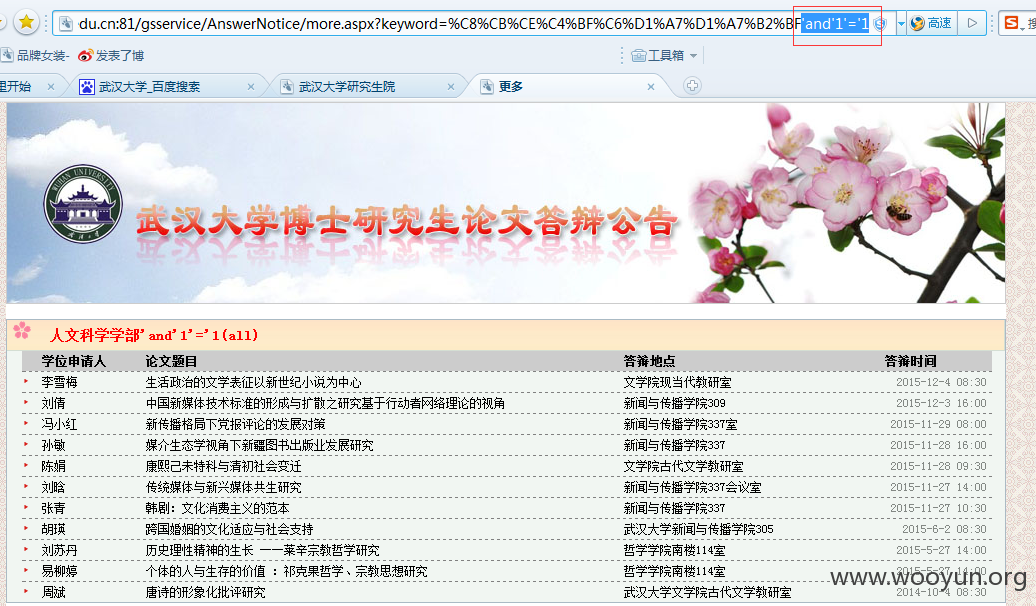 du.cn:81/gsservice/AnswerNotice/more.aspx?keyword=%C8%CB%CE%C4%BF%C6%D1%A7%D1%A7%B2%BF'and'1'='1 高速
品牌女装- 发表了博 工具箱
里开始 武汉大学_百度搜索 武汉大学研究生院 更多
WUHAN UNIVERSITY
武汉大学博士研究生论文答辩公告
人文科学学部'and'1'='1(all)
学位申请人 论文题目 答辩地点 答辩时间
李雪梅 生活政治的文学表征以新世纪小说为中心 文学院现当代教研室 2015-12-4 08:30
刘倩 中国新媒体技术标准的形成与扩散之研究基于行动者网络理论的视角 新闻与传播学院309 2015-12-3 16:00
冯小红 新传播格局下党报评论的发展对策 新闻与传播学院337室 2015-11-29 08:00
孙敏 媒介生态学视角下新疆图书出版业发展研究 新闻与传播学院337 2015-11-28 16:00
陈娟 康熙己未特科与清初社会变迁 文学院古代文学教研室 2015-11-28 09:30
刘晗 传统媒体与新兴媒体共生研究 新闻与传播学院337会议室 2015-11-27 14:00
张青 韩剧：文化消费主义的范本 新闻与传播学院337 2015-11-27 10:30
胡瑛 跨国婚姻的文化适应与社会支持 武汉大学新闻与传播学院305 2015-6-2 08:30
刘苏丹 历史理性精神的生长 ——莱辛宗教哲学研究 哲学学院南楼114室 2015-5-27 14:00
易柳婷 个体的人与生存的价值 ：祁克果哲学、宗教思想研究 哲学学院南楼114室 2015-5-27 14:00
周斌 唐诗的形象化批评研究 武汉大学文学院古代文学教研室 2014-10-4 08:30
www.wooyun.org